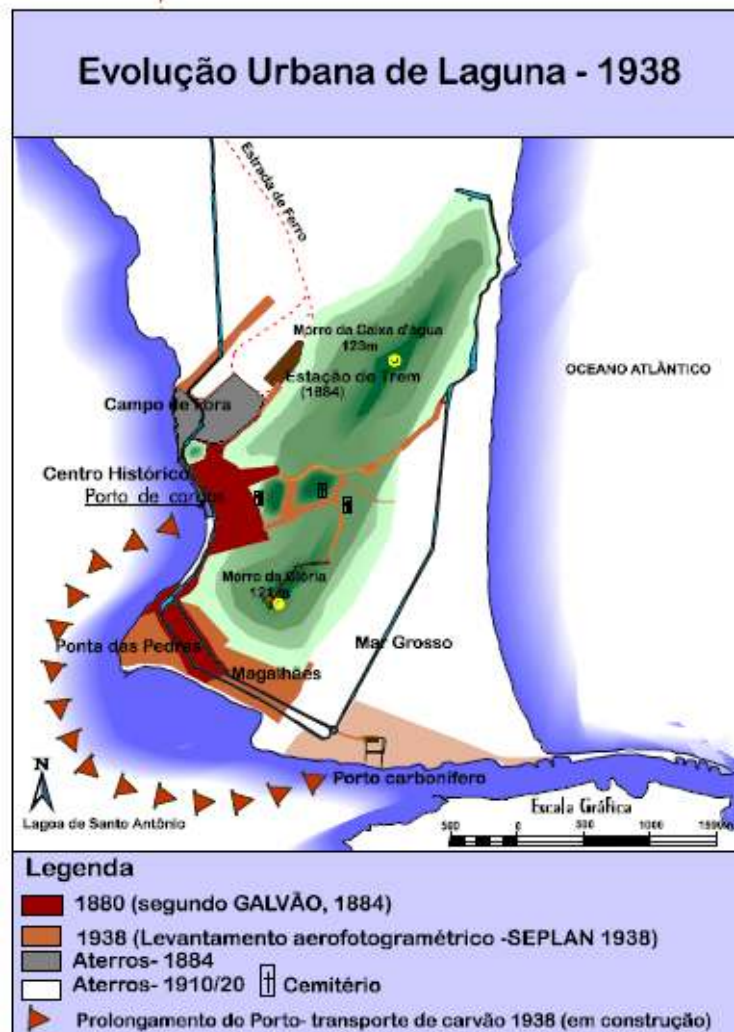 Evolução Urbana de Laguna - 1938
Estrada de Ferro
Morro da Caixa d'água
123m
OCEANO ATLÂNTICO
Estação de Trem
(1884)
Campo de Fora
Centro Histórico
Porto de cargas
Morro da Glória
Mar Grosso
Ponta das Pedras
Magalhães
Porto carbonífero
N
Lagoa de Santo Antônio
Escala Gráfica
500 0 500 1000 1500
Legenda
1880 (segundo GALVÃO, 1884)
1938 (Levantamento aerofotogramétrico -SEPLAN 1938)
Aterros- 1884
Aterros- 1910/20 Cemitério
Prolongamento do Porto- transporte de carvão 1938 (em construção)